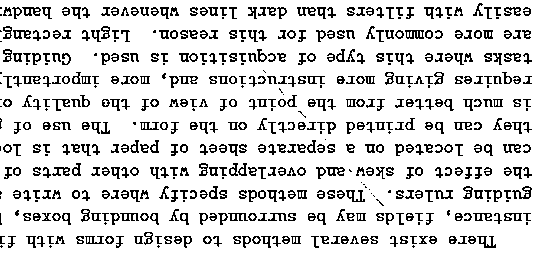 There exist several methods to design forms with fi
instance, fields may be surrounded by bounding boxes,
guiding rulers. These methods specify where to write
the effect of skew and overlapping with other parts of
can be located on a separate sheet of paper that is loc
they can be printed directly on the form. The use of g
is much better from the point of view of the quality o
requires giving more instructions and, more importantly
tasks where this type of acquisition is used. Guiding
are more commonly used for this reason. Light rectangl
easily with filters than dark lines whenever the handw